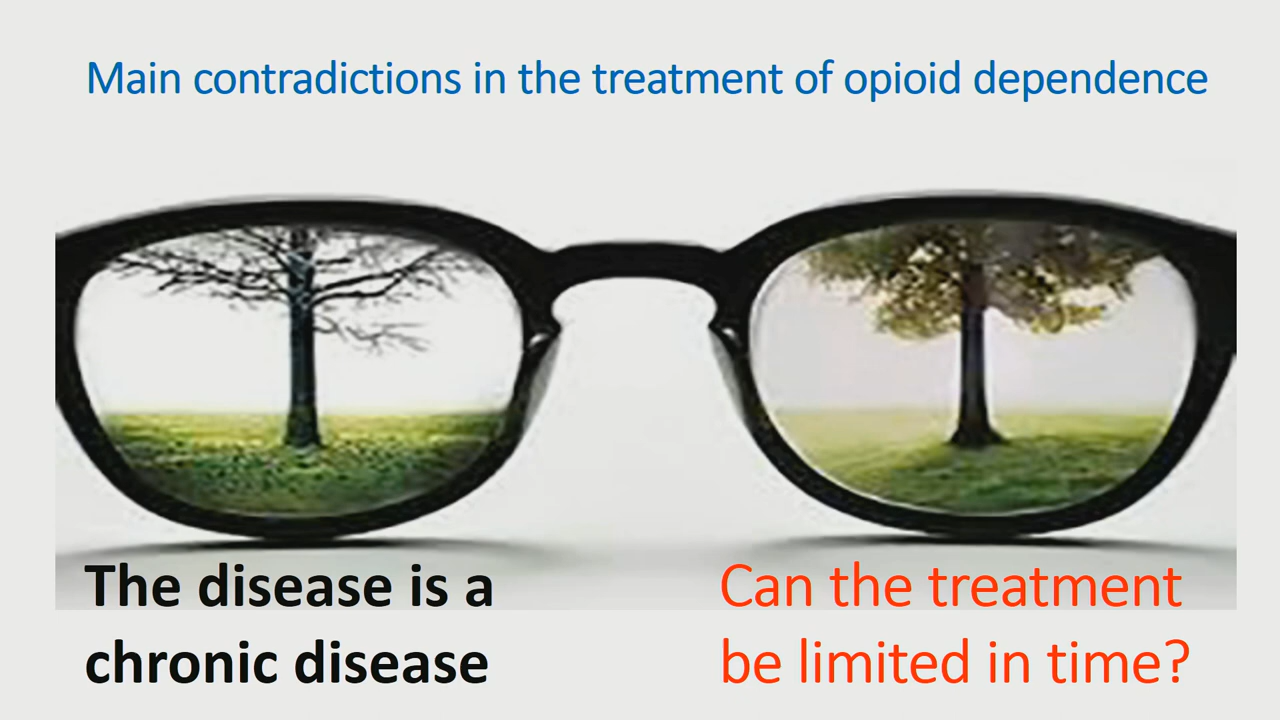 Main contradictions in the treatment of opioid dependence
The disease is a
chronic disease
Can the treatment
be limited in time?